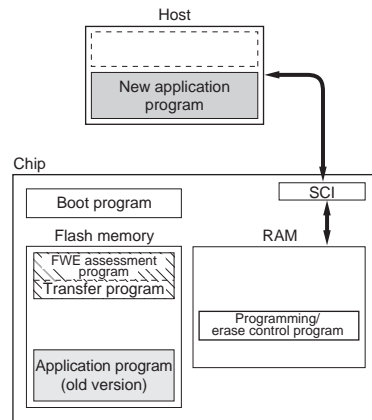 Host
New application
program
Chip
SCI
Boot program
Flash memory
RAM
FWE assessment
program
Transfer program
Programming/
erase control program
Application program
(old version)